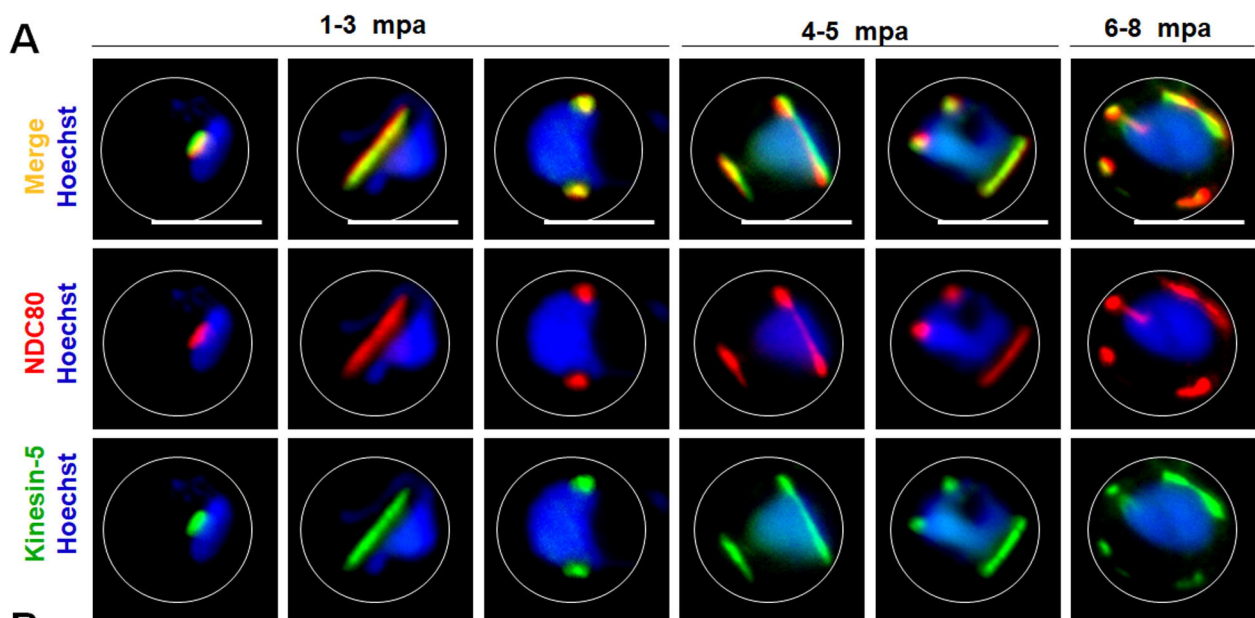 A
1-3 mpa
4-5 mpa
6-8 mpa
Merge
Hoechst
NDC80
Hoechst
Kinesin-5
Hoechst